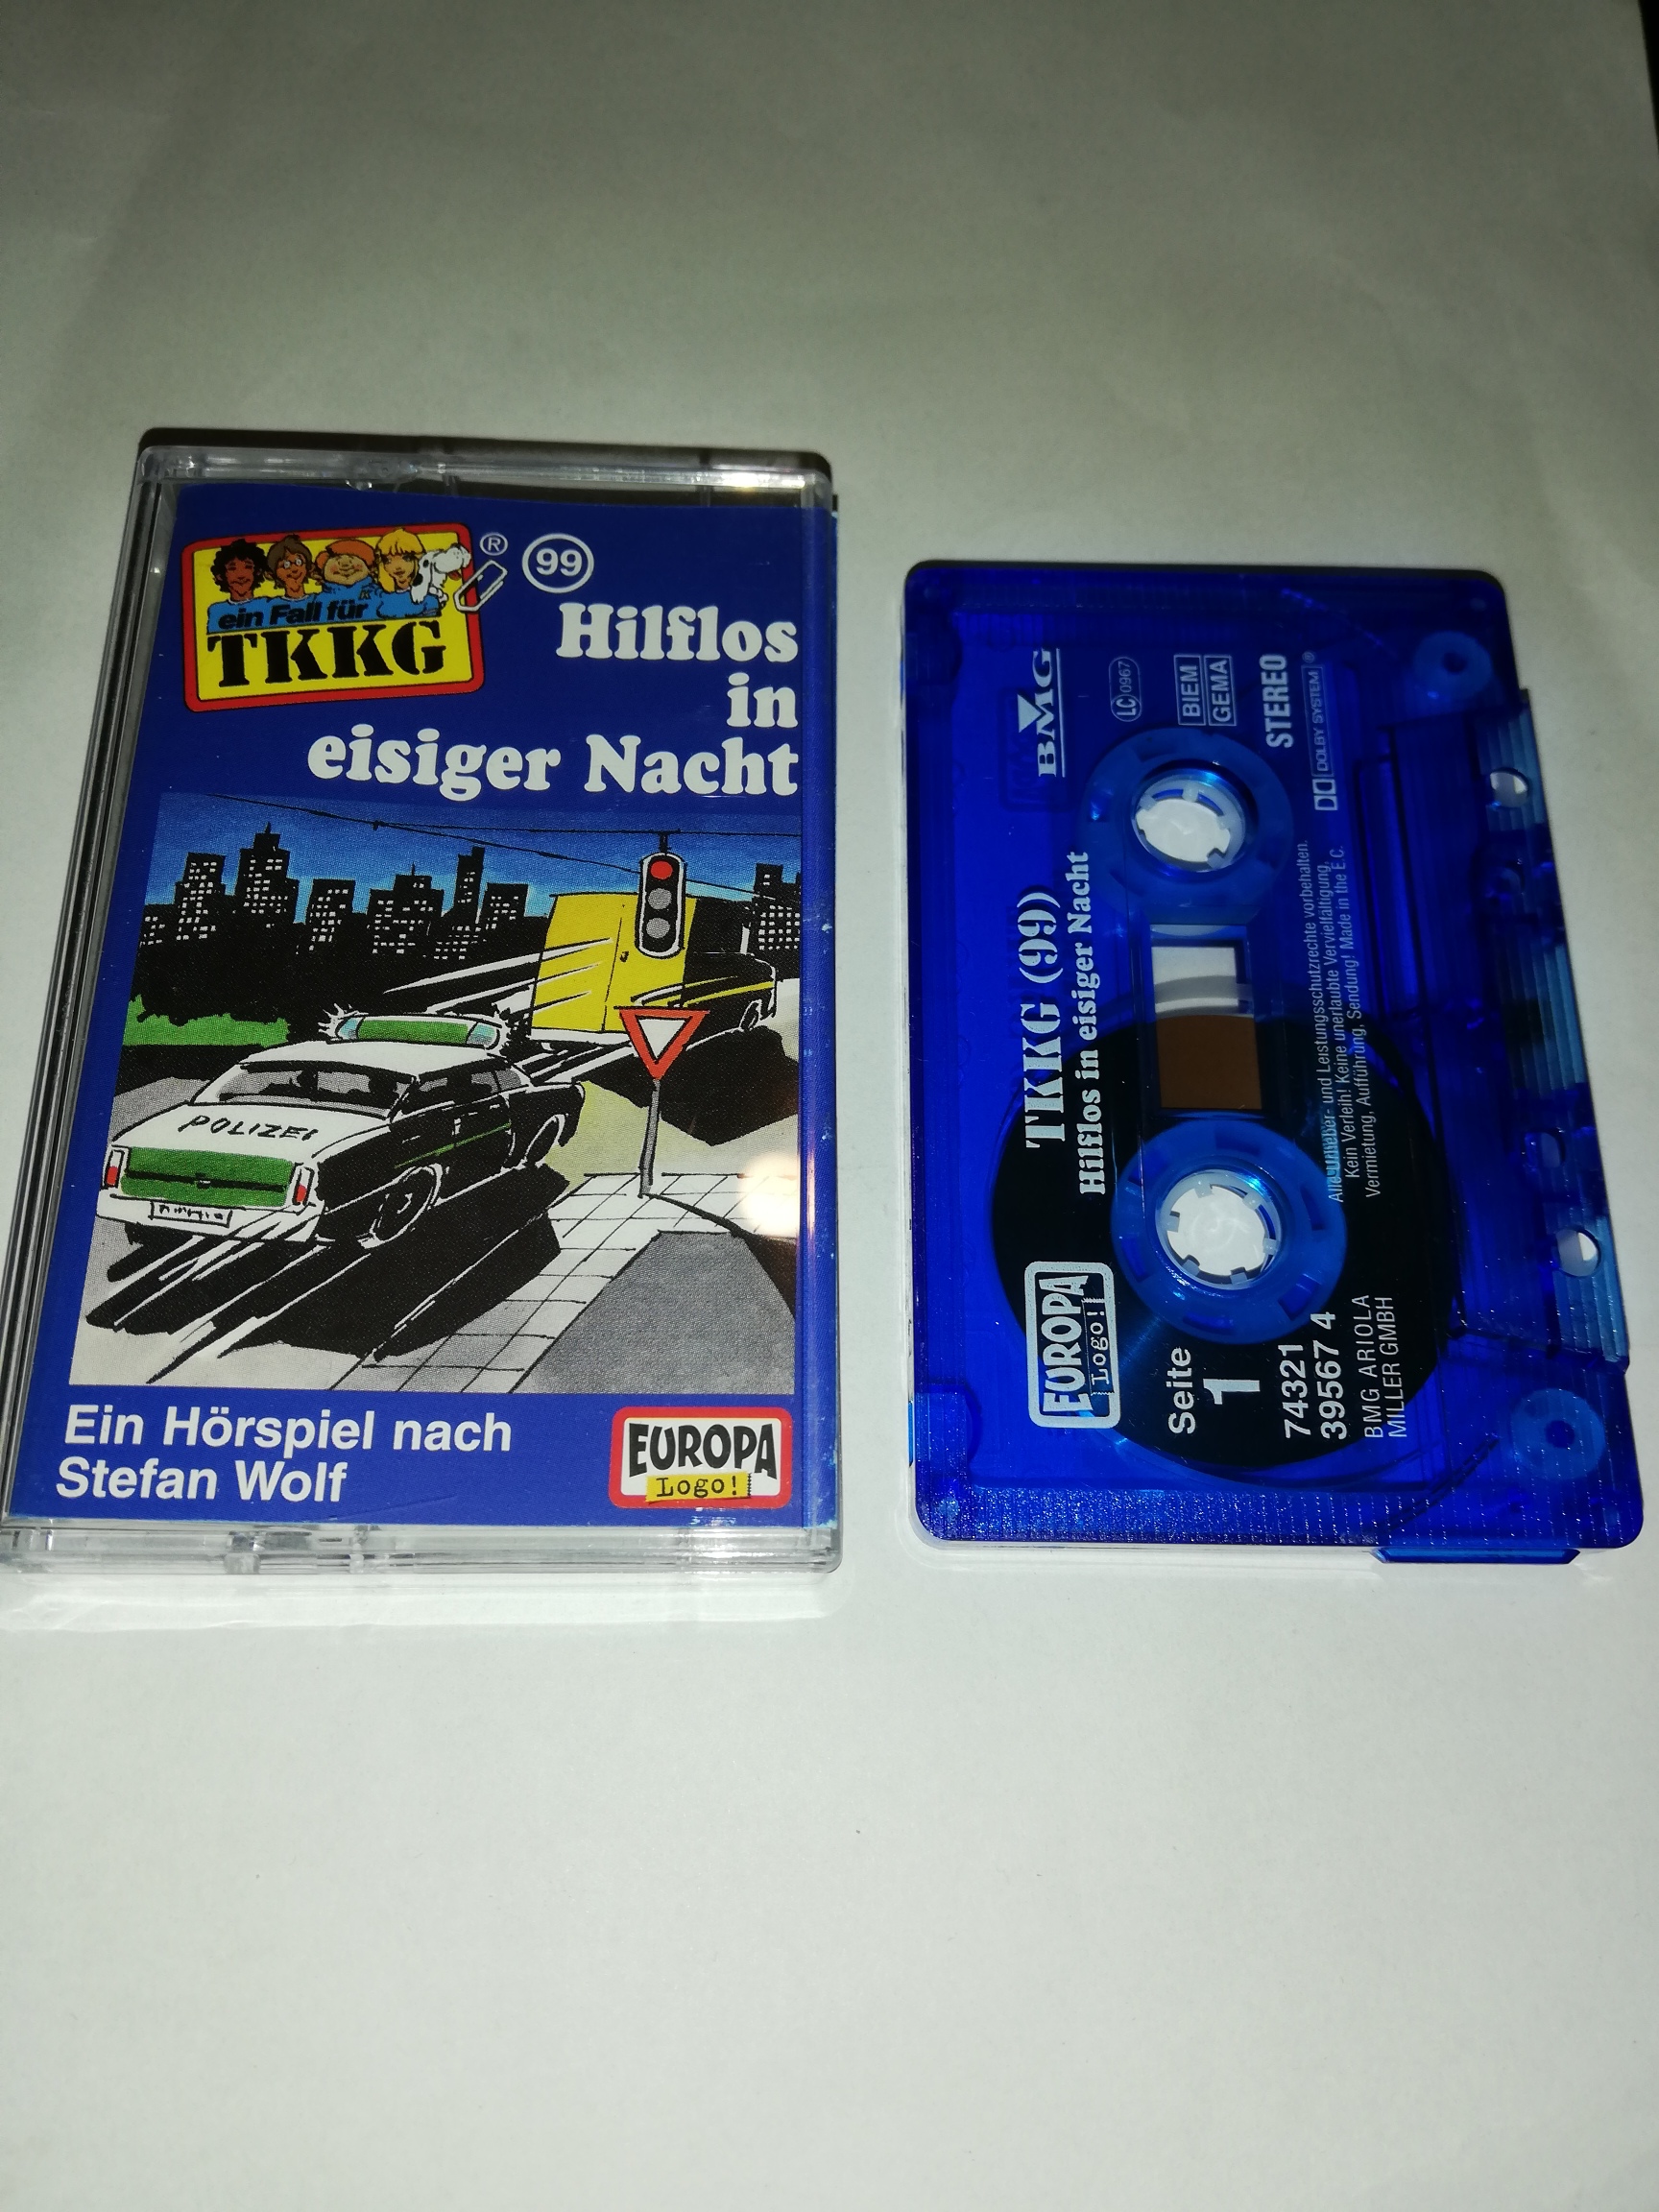 ein Fall für
TKKG
®
99
Hilflos
in
eisiger Nacht
POLIZEI
Ein Hörspiel nach
Stefan Wolf
EUROPA
Logo!
BMG
LC 0967
BIEM
GEMA
STEREO
DOLBY SYSTEM®
TKKG (99)
Hilflos in eisiger Nacht
Alle Urheber- und Leistungsschutzrechte vorbehalten.
Kein Verleih! Keine unerlaubte Vervielfältigung,
Vermietung, Aufführung, Sendung! Made in the E.C.
EUROPA
Logo!
Seite
1
74321
39567 4
BMG ARIOLA
MILLER GMBH